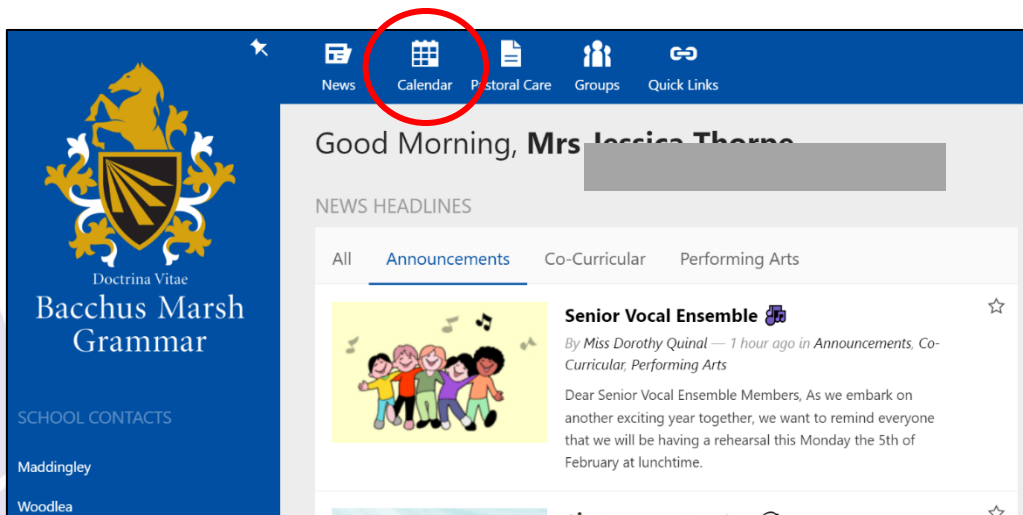 News
Calendar
Pastoral Care
Groups
Quick Links
Good Morning, Mrs
NEWS HEADLINES
All
Announcements
Co-Curricular
Performing Arts
Doctrina Vitae
Bacchus Marsh
Grammar
SCHOOL CONTACTS
Maddingley
Woodlea
Senior Vocal Ensemble
By Miss Dorothy Quinal — 1 hour ago in Announcements, Co-
Curricular, Performing Arts
Dear Senior Vocal Ensemble Members, As we embark on
another exciting year together, we want to remind everyone
that we will be having a rehearsal this Monday the 5th of
February at lunchtime.